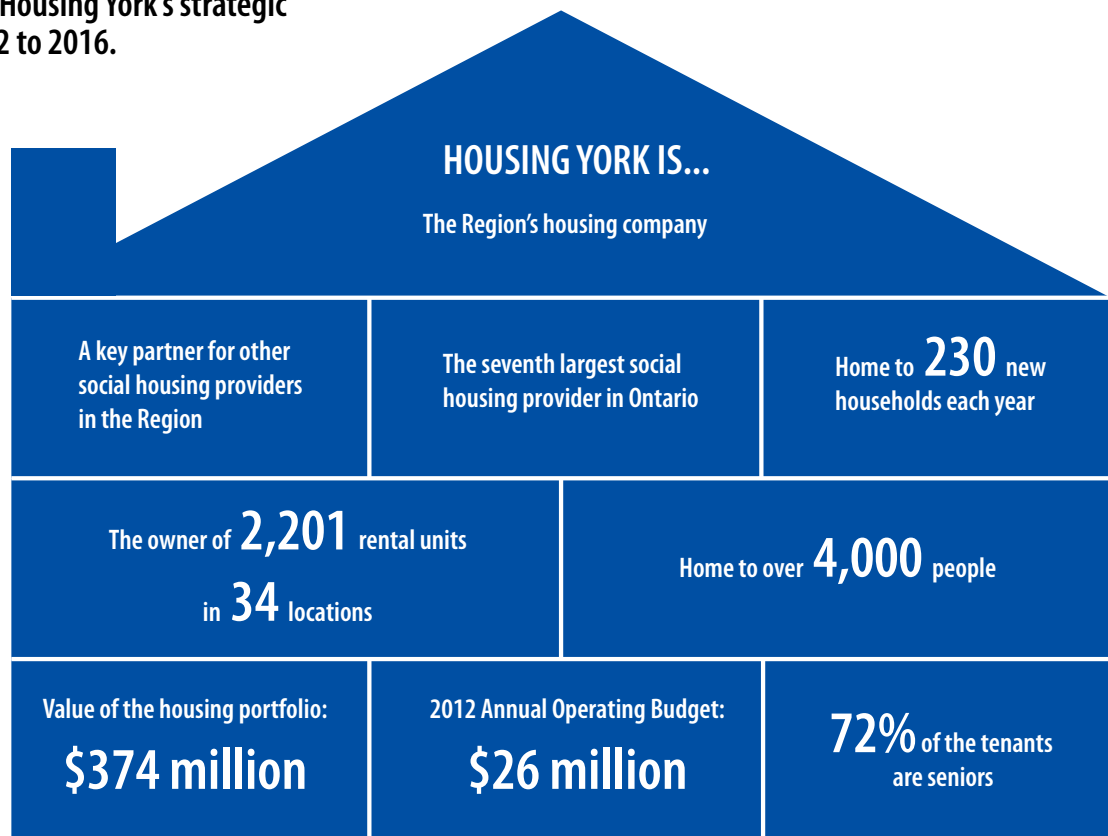 Housing York's strategic
2 to 2016.
HOUSING YORK IS...
The Region's housing company
A key partner for other
social housing providers
in the Region
The seventh largest social
housing provider in Ontario
Home to 230 new
households each year
The owner of 2,201 rental units
in 34 locations
Home to over 4,000 people
Value of the housing portfolio:
$374 million
2012 Annual Operating Budget:
$26 million
72% of the tenants
are seniors